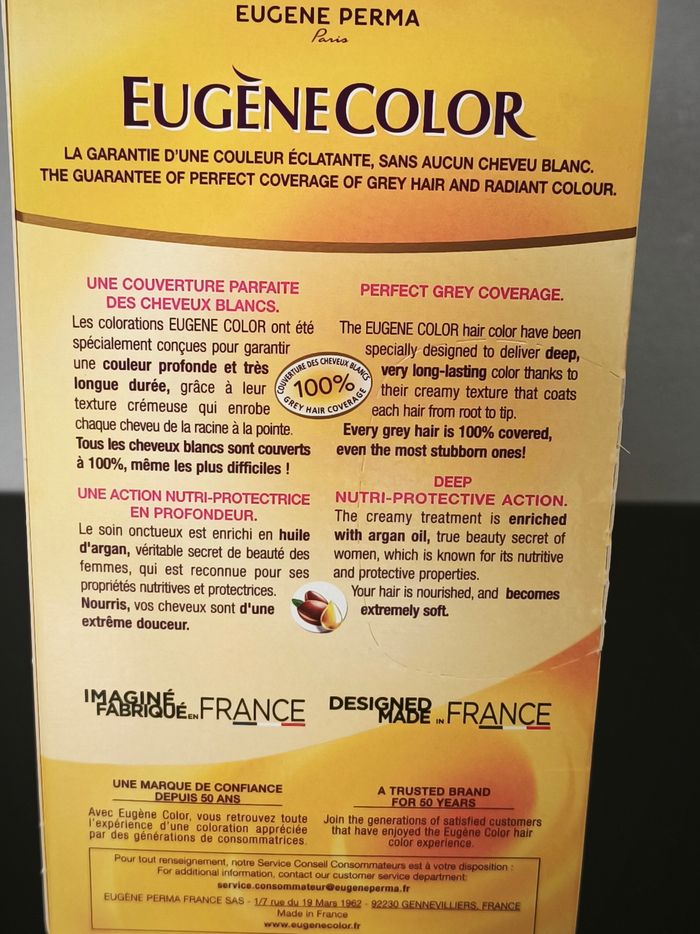 EUGENE PERMA
Paris
EUGÈNECOLOR
LA GARANTIE D'UNE COULEUR ÉCLATANTE, SANS AUCUN CHEVEU BLANC.
THE GUARANTEE OF PERFECT COVERAGE OF GREY HAIR AND RADIANT COLOUR.
UNE COUVERTURE PARFAITE
DES CHEVEUX BLANCS.
Les colorations EUGENE COLOR ont été
spécialement conçues pour garantir
une couleur profonde et très
longue durée, grâce à leur
texture crémeuse qui enrobe
chaque cheveu de la racine à la pointe.
Tous les cheveux blancs sont couverts
à 100%, même les plus difficiles !
COUVERTURE DES CHEVEUX BLANCS
100%
GREY HAIR COVERAGE
PERFECT GREY COVERAGE.
The EUGENE COLOR hair color have been
specially designed to deliver deep,
very long-lasting color thanks to
their creamy texture that coats
each hair from root to tip.
Every grey hair is 100% covered,
even the most stubborn ones!
UNE ACTION NUTRI-PROTECTRICE
EN PROFONDEUR.
Le soin onctueux est enrichi en huile
d'argan, véritable secret de beauté des
femmes, qui est reconnue pour ses
propriétés nutritives et protectrices.
Nourris, vos cheveux sont d'une
extrême douceur.
DEEP
NUTRI-PROTECTIVE ACTION.
The creamy treatment is enriched
with argan oil, true beauty secret of
women, which is known for its nutritive
and protective properties.
Your hair is nourished, and becomes
extremely soft.
IMAGINÉ
FABRIQUÉ EN FRANCE
DESIGNED
MADE IN FRANCE
UNE MARQUE DE CONFIANCE
DEPUIS 50 ANS
Avec Eugène Color, vous retrouvez toute
l'expérience d'une coloration appréciée
par des générations de consommatrices.
A TRUSTED BRAND
FOR 50 YEARS
Join the generations of satisfied customers
that have enjoyed the Eugène Color hair
color experience.
Pour tout renseignement, notre Service Conseil Consommateurs est à votre disposition :
For additional information, contact our customer service department:
service.consommateur@eugeneperma.fr
EUGÈNE PERMA FRANCE SAS - 1/7 rue du 19 Mars 1962 - 92230 GENNEVILLIERS, FRANCE
Made in France
www.eugenecolor.fr